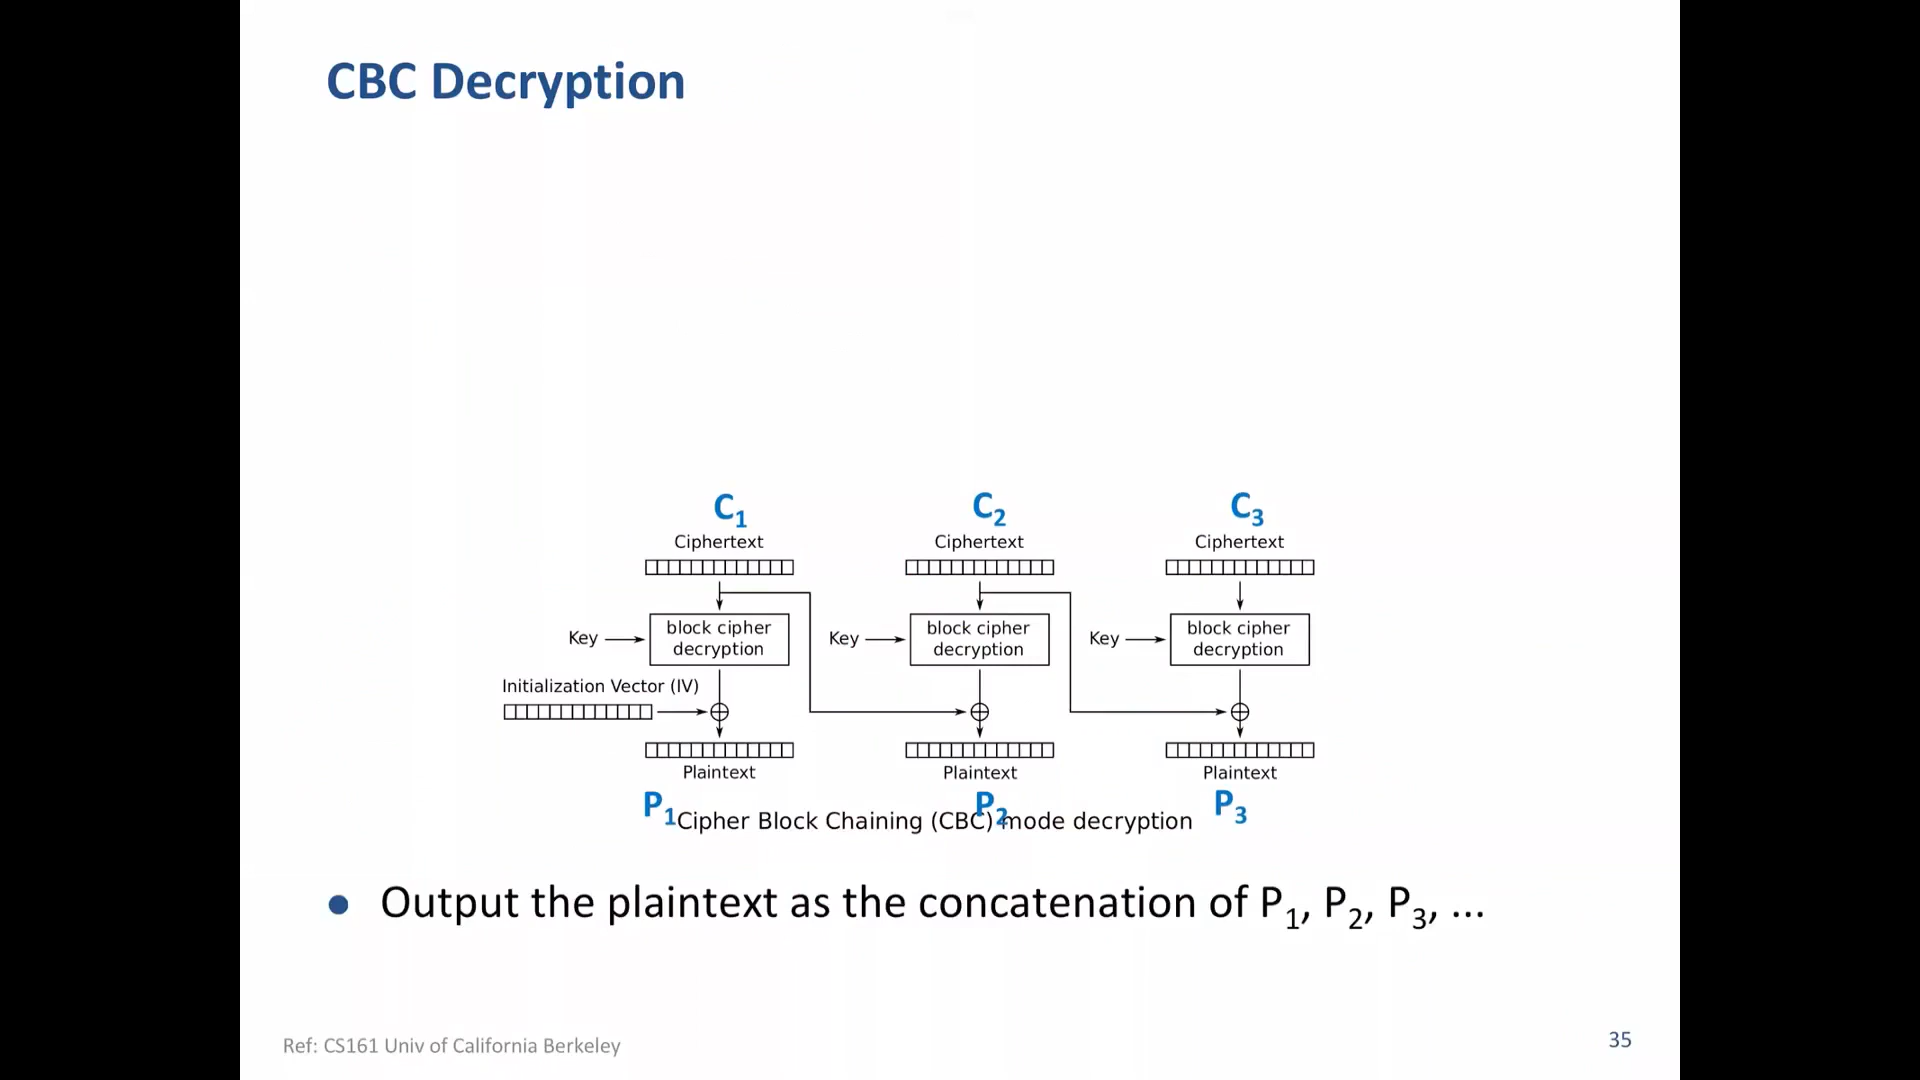 CBC Decryption
C1 C2 C3
Ciphertext Ciphertext Ciphertext
Key block cipher decryption Key block cipher decryption Key block cipher decryption
Initialization Vector (IV)
Plaintext Plaintext Plaintext
P1 P2 P3
Cipher Block Chaining (CBC) mode decryption
● Output the plaintext as the concatenation of P1, P2, P3, ...
Ref: CS161 Univ of California Berkeley
35